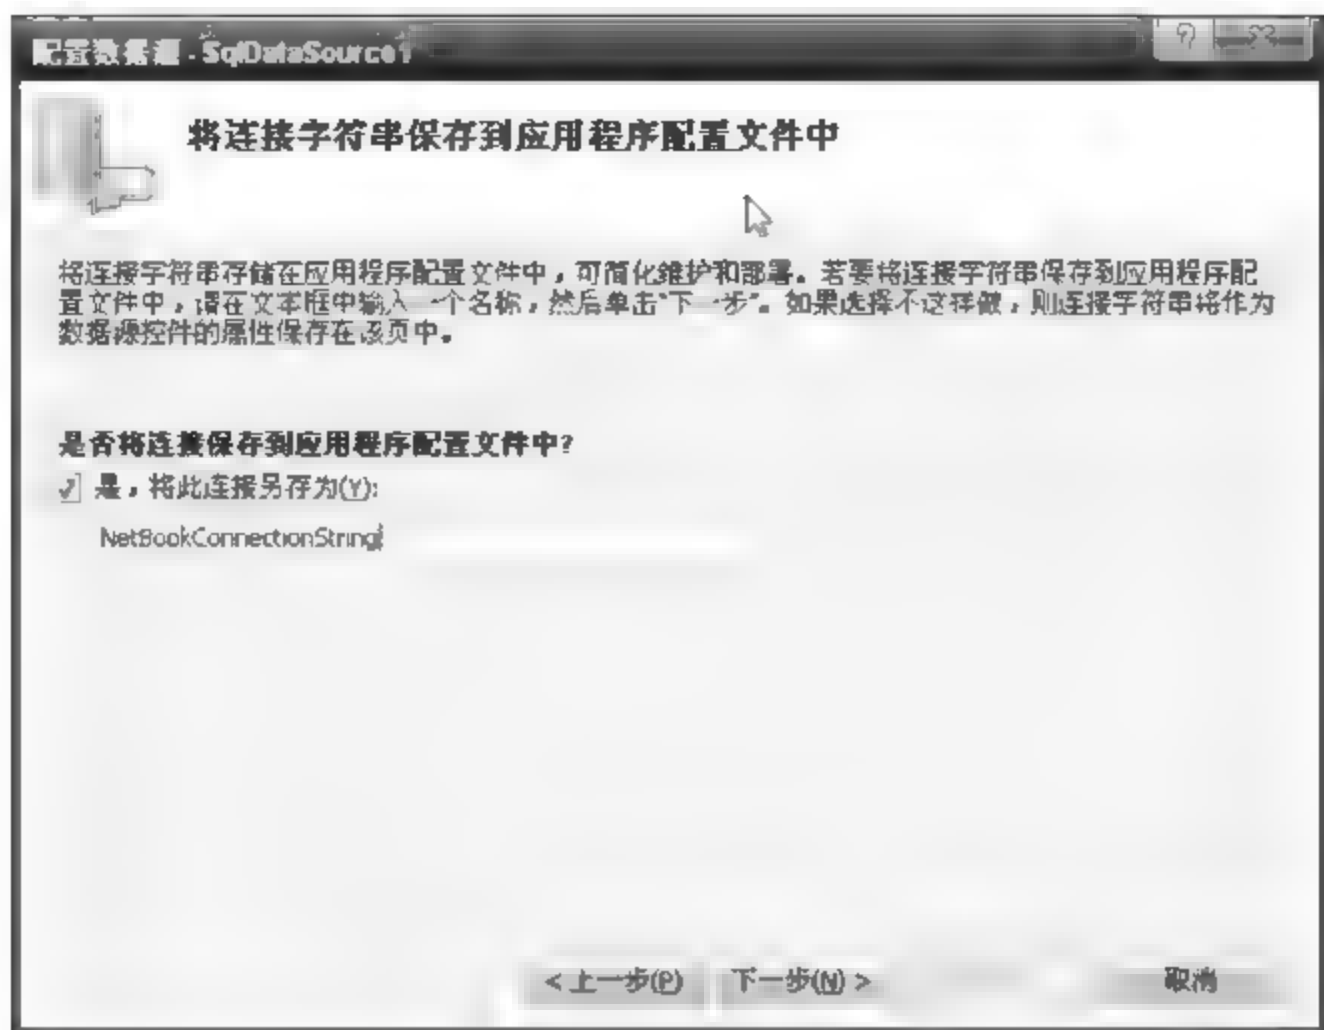 配置数据源 - SqlDataSource1
将连接字符串保存到应用程序配置文件中
将连接字符串存储在应用程序配置文件中，可简化维护和部署。若要将连接字符串保存到应用程序配
置文件中，请在文本框中输入一个名称，然后单击"下一步"。如果选择不这样做，则连接字符串将作为
数据源控件的属性保存在该页中。
是否将连接保存到应用程序配置文件中?
是，将此连接另存为(Y):
NetBookConnectionString
< 上一步(P)
下一步(N) >
取消